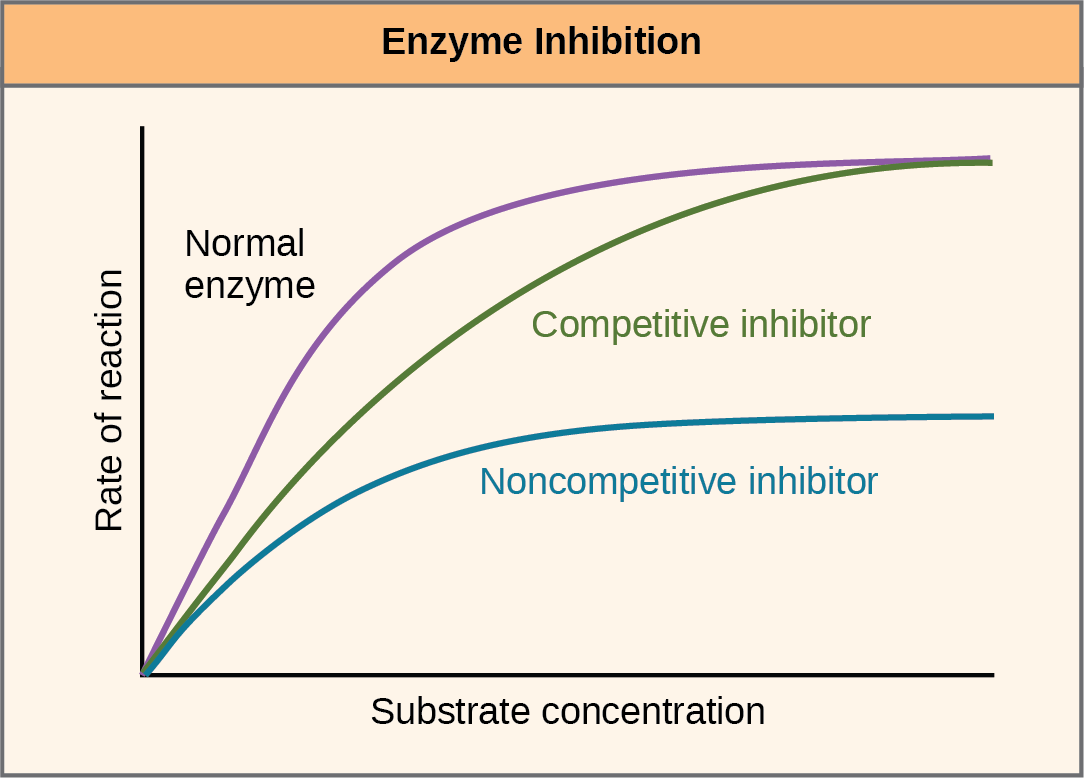 Enzyme Inhibition
Normal
enzyme
Competitive inhibitor
Noncompetitive inhibitor
Rate of reaction
Substrate concentration